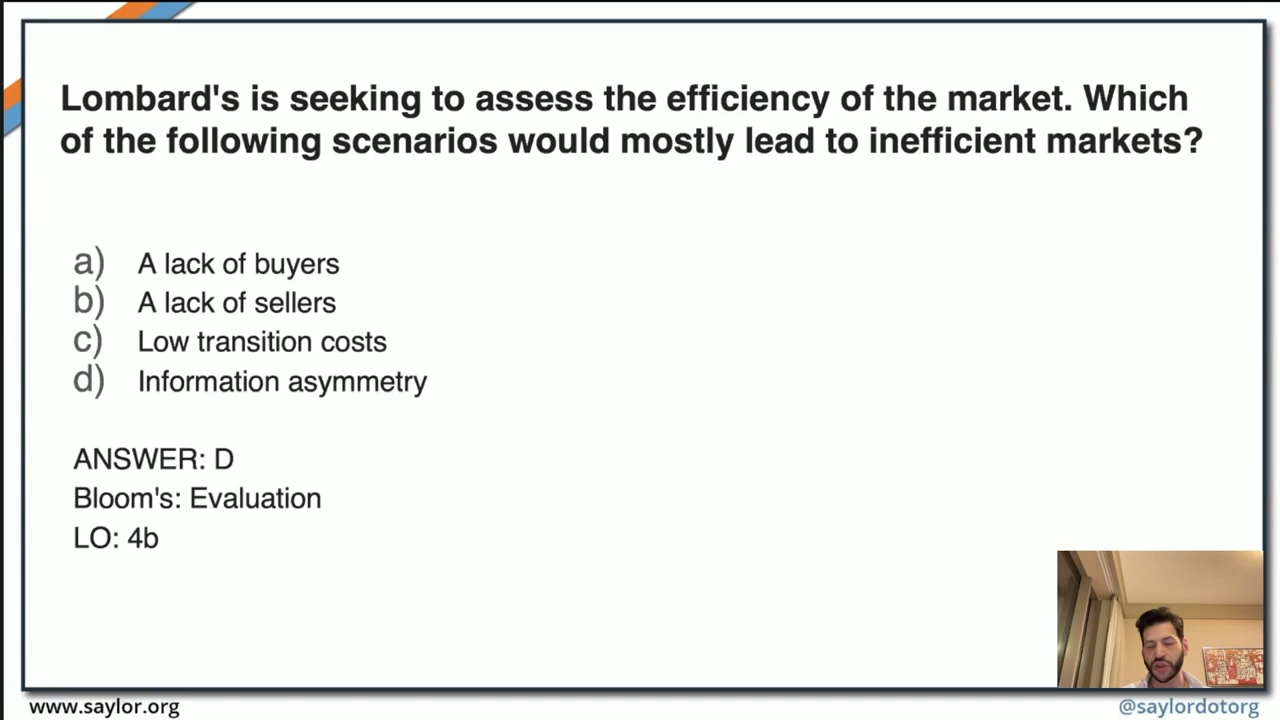 Lombard's is seeking to assess the efficiency of the market. Which
of the following scenarios would mostly lead to inefficient markets?
a) A lack of buyers
b) A lack of sellers
c) Low transition costs
d) Information asymmetry
ANSWER: D
Bloom's: Evaluation
LO: 4b
www.saylor.org
@saylordotorg